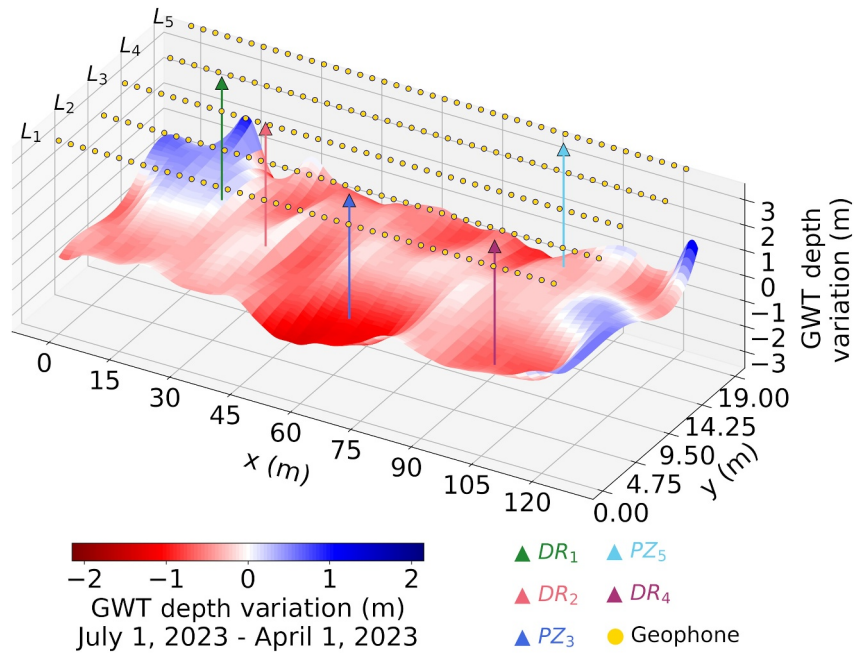 L5
L4
L3
L2
L1
3
2
1
0
−1
−2
−3
GWT depth
variation (m)
0
15
30
45
60
75
90
105
120
x (m)
0.00
4.75
9.50
14.25
19.00
y (m)
−2 −1 0 1 2
GWT depth variation (m)
July 1, 2023 - April 1, 2023
DR1 PZ5
DR2 DR4
PZ3 Geophone